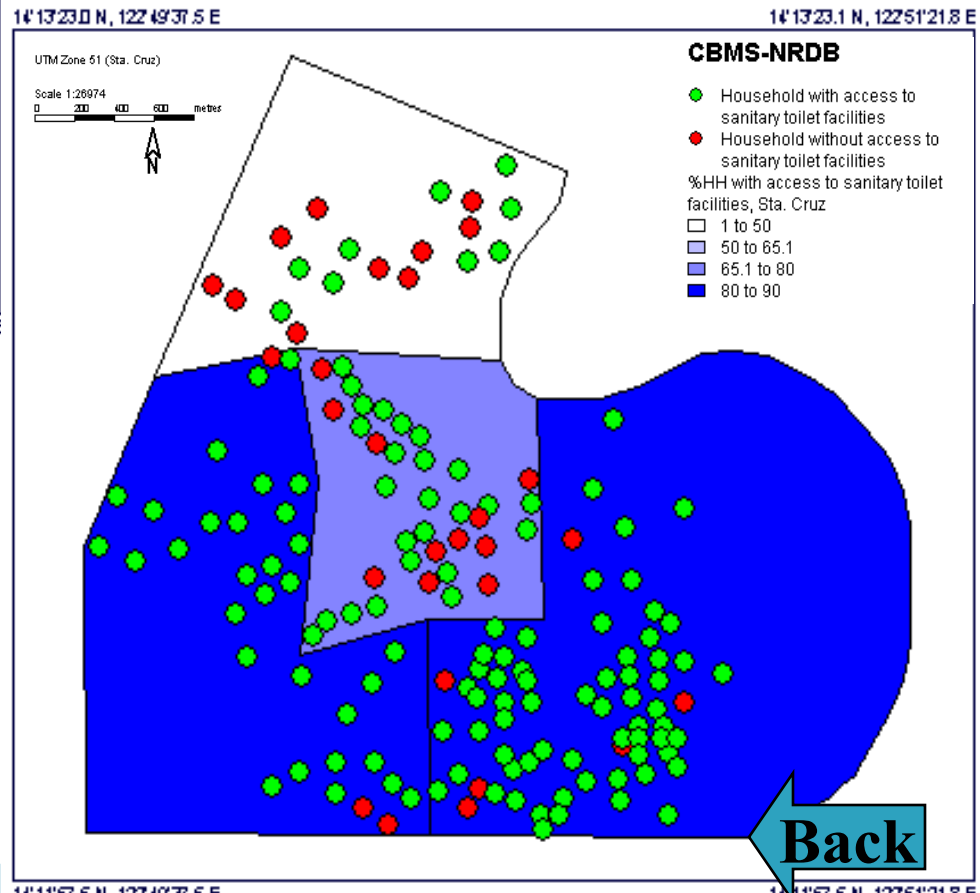 14°13'23.0 N, 122°49'37.5 E
14°13'23.1 N, 122°51'21.8 E
UTM Zone 51 (Sta. Cruz)
Scale 1:26974
0 200 400 600 metres
N
CBMS-NRDB
Household with access to
sanitary toilet facilities
Household without access to
sanitary toilet facilities
%HH with access to sanitary toilet
facilities, Sta. Cruz
1 to 50
50 to 65.1
65.1 to 80
80 to 90
Back